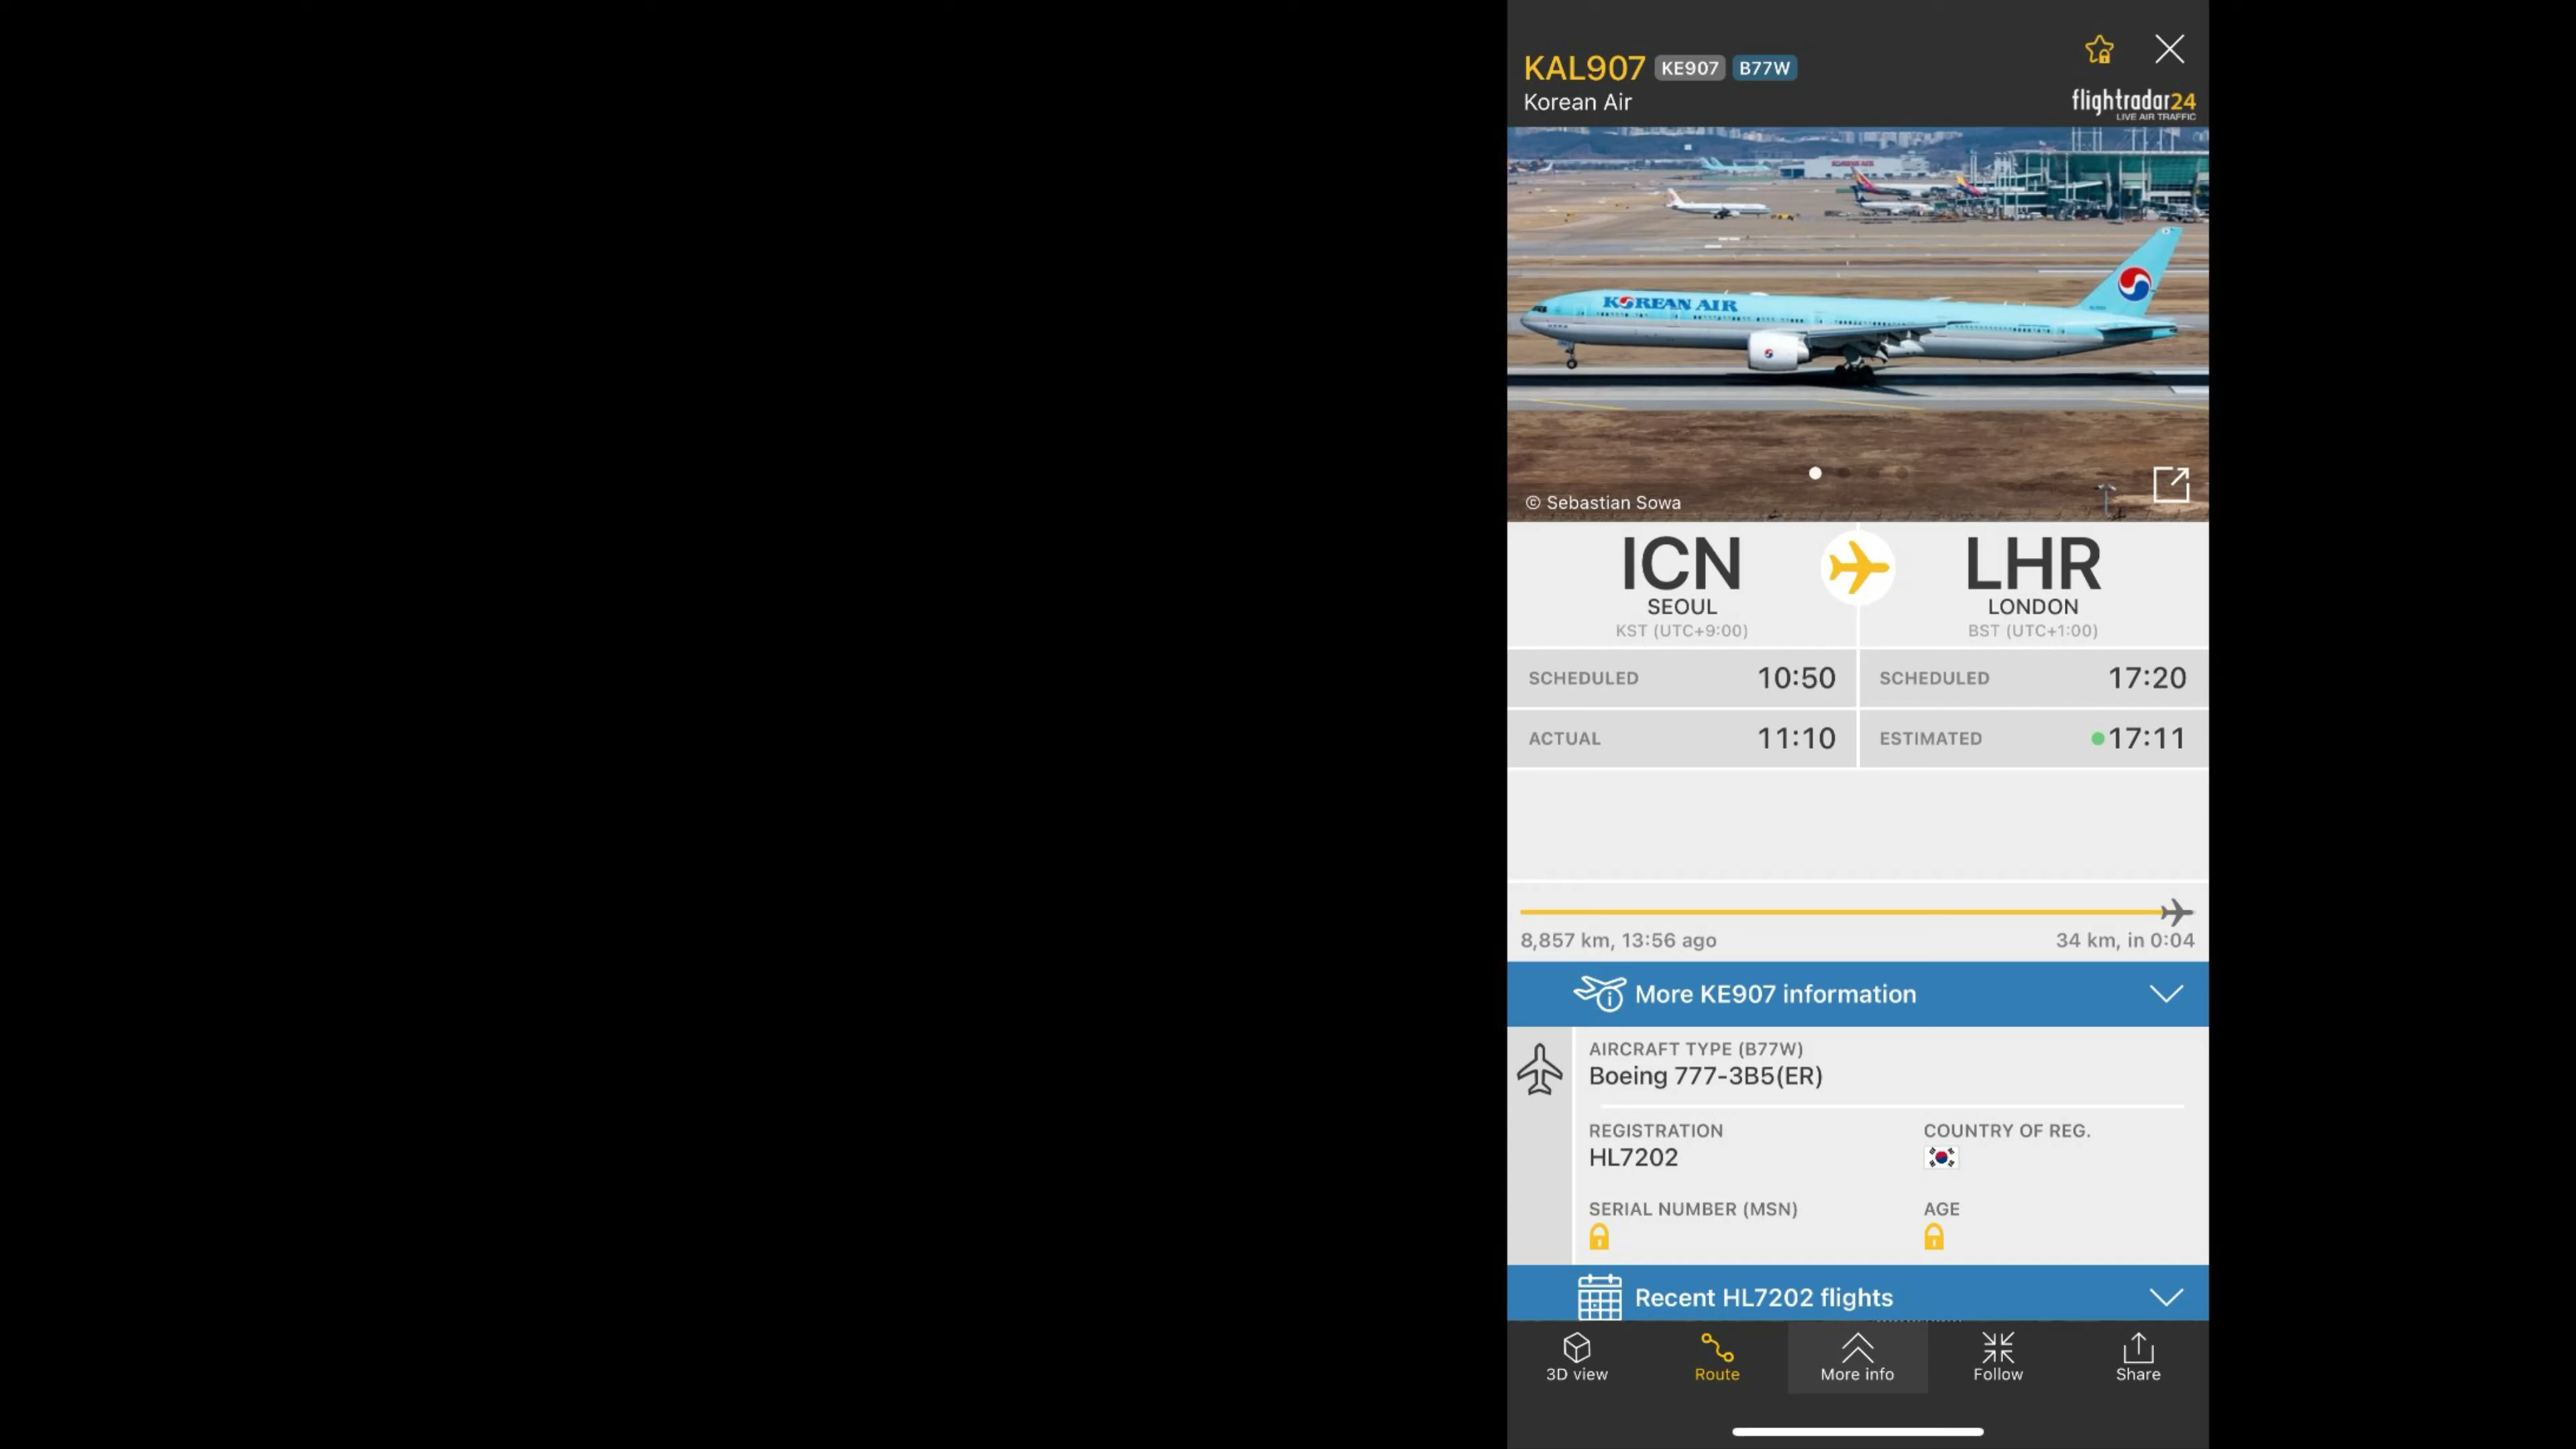 KAL907 KE907 B77W
Korean Air
flightradar24
LIVE AIR TRAFFIC
KOREAN AIR
© Sebastian Sowa
ICN
SEOUL
KST (UTC+9:00)
LHR
LONDON
BST (UTC+1:00)
SCHEDULED 10:50
SCHEDULED 17:20
ACTUAL 11:10
ESTIMATED 17:11
8,857 km, 13:56 ago
34 km, in 0:04
More KE907 information
AIRCRAFT TYPE (B77W)
Boeing 777-3B5(ER)
REGISTRATION
HL7202
COUNTRY OF REG.
SERIAL NUMBER (MSN)
AGE
Recent HL7202 flights
3D view
Route
More info
Follow
Share